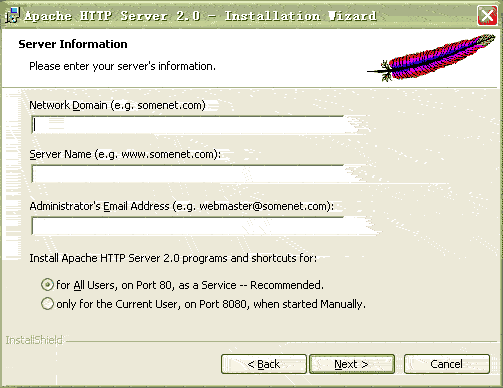 Apache HTTP Server 2.0 - Installation Wizard
Server Information
Please enter your server's information.
Network Domain (e.g. somenet.com)
Server Name (e.g. www.somenet.com):
Administrator's Email Address (e.g. webmaster@somenet.com):
Install Apache HTTP Server 2.0 programs and shortcuts for:
for All Users, on Port 80, as a Service -- Recommended.
only for the Current User, on Port 8080, when started Manually.
InstallShield
< Back Next > Cancel